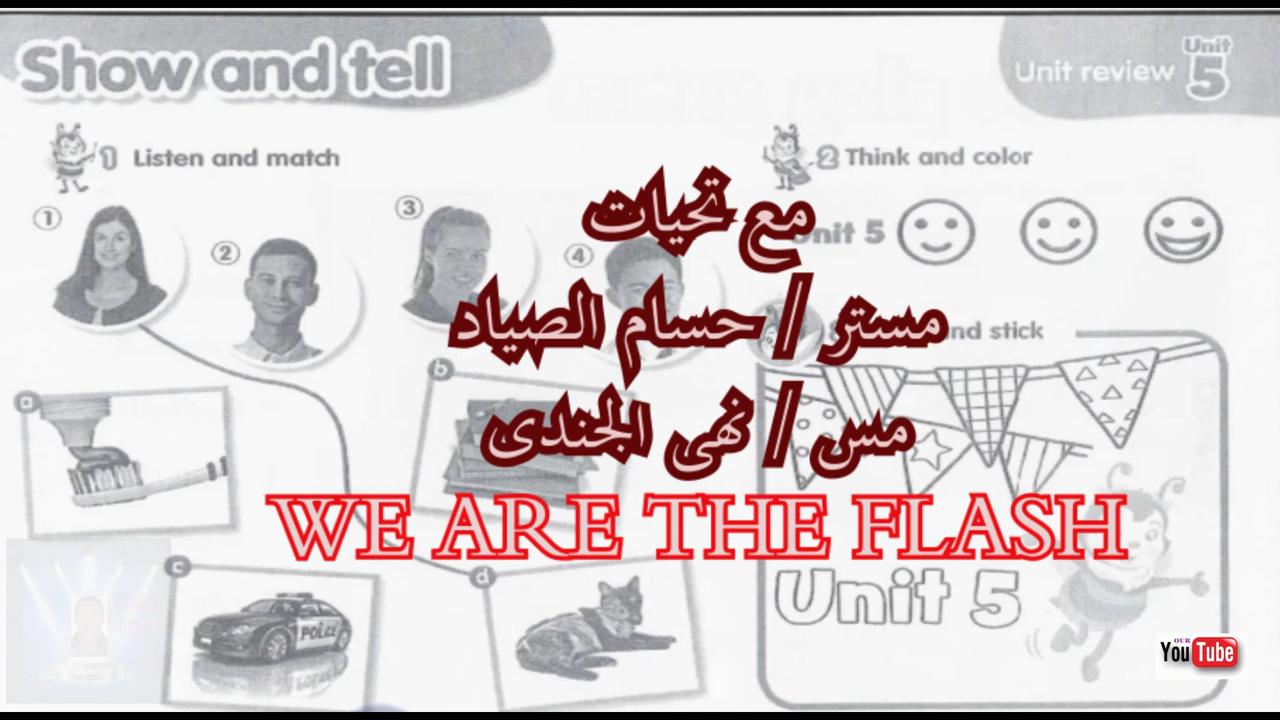 Show and tell
Unit review Unit 5
1 Listen and match
1
2
3
4
a
b
c
d
POLICE
2 Think and color
Unit 5
and stick
Unit 5
مع تحيات
مستر / حسام الصياد
مس / نهى الجندى
WE ARE THE FLASH
OUR
YouTube